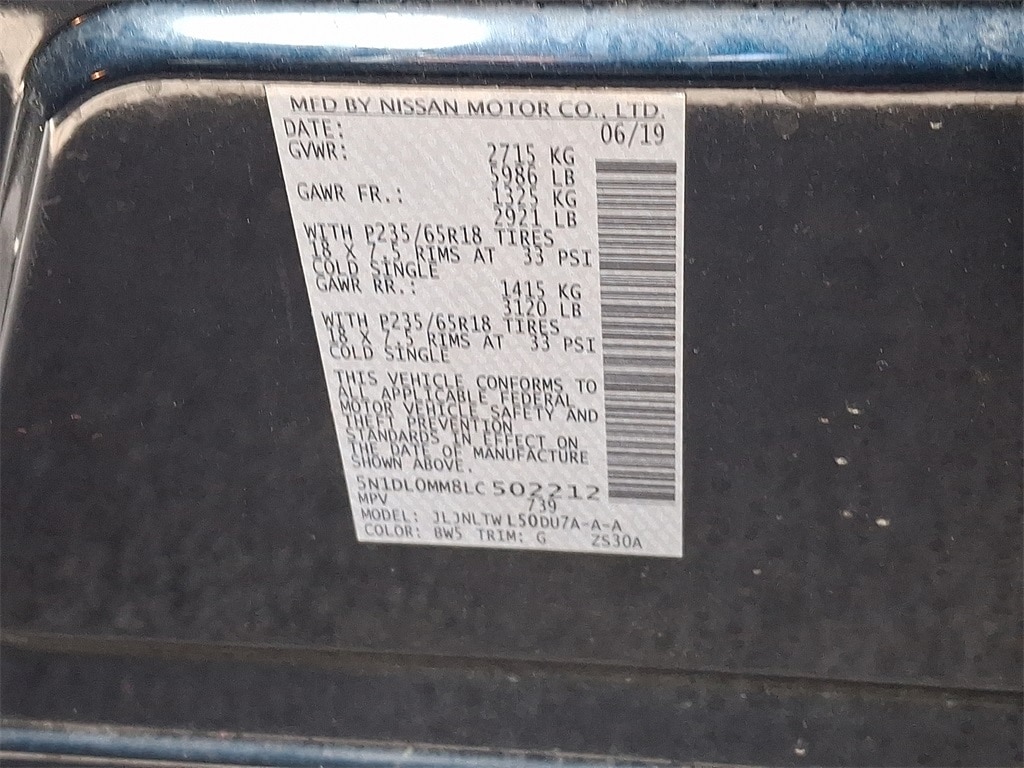 MFD BY NISSAN MOTOR CO., LTD.
DATE: 06/19
GVWR: 2715 KG
5986 LB
GAWR FR.: 1325 KG
2921 LB
WITH P235/65R18 TIRES
18 X 7.5 RIMS AT 33 PSI
COLD SINGLE
GAWR RR.: 1415 KG
3120 LB
WITH P235/65R18 TIRES
18 X 7.5 RIMS AT 33 PSI
COLD SINGLE
THIS VEHICLE CONFORMS TO
ALL APPLICABLE FEDERAL
MOTOR VEHICLE SAFETY AND
THEFT PREVENTION
STANDARDS IN EFFECT ON
THE DATE OF MANUFACTURE
SHOWN ABOVE.
5N1DL0MM8LC502212
MPV 739
MODEL: JLJNLTWL50DU7A-A-A
COLOR: BW5 TRIM: G ZS30A